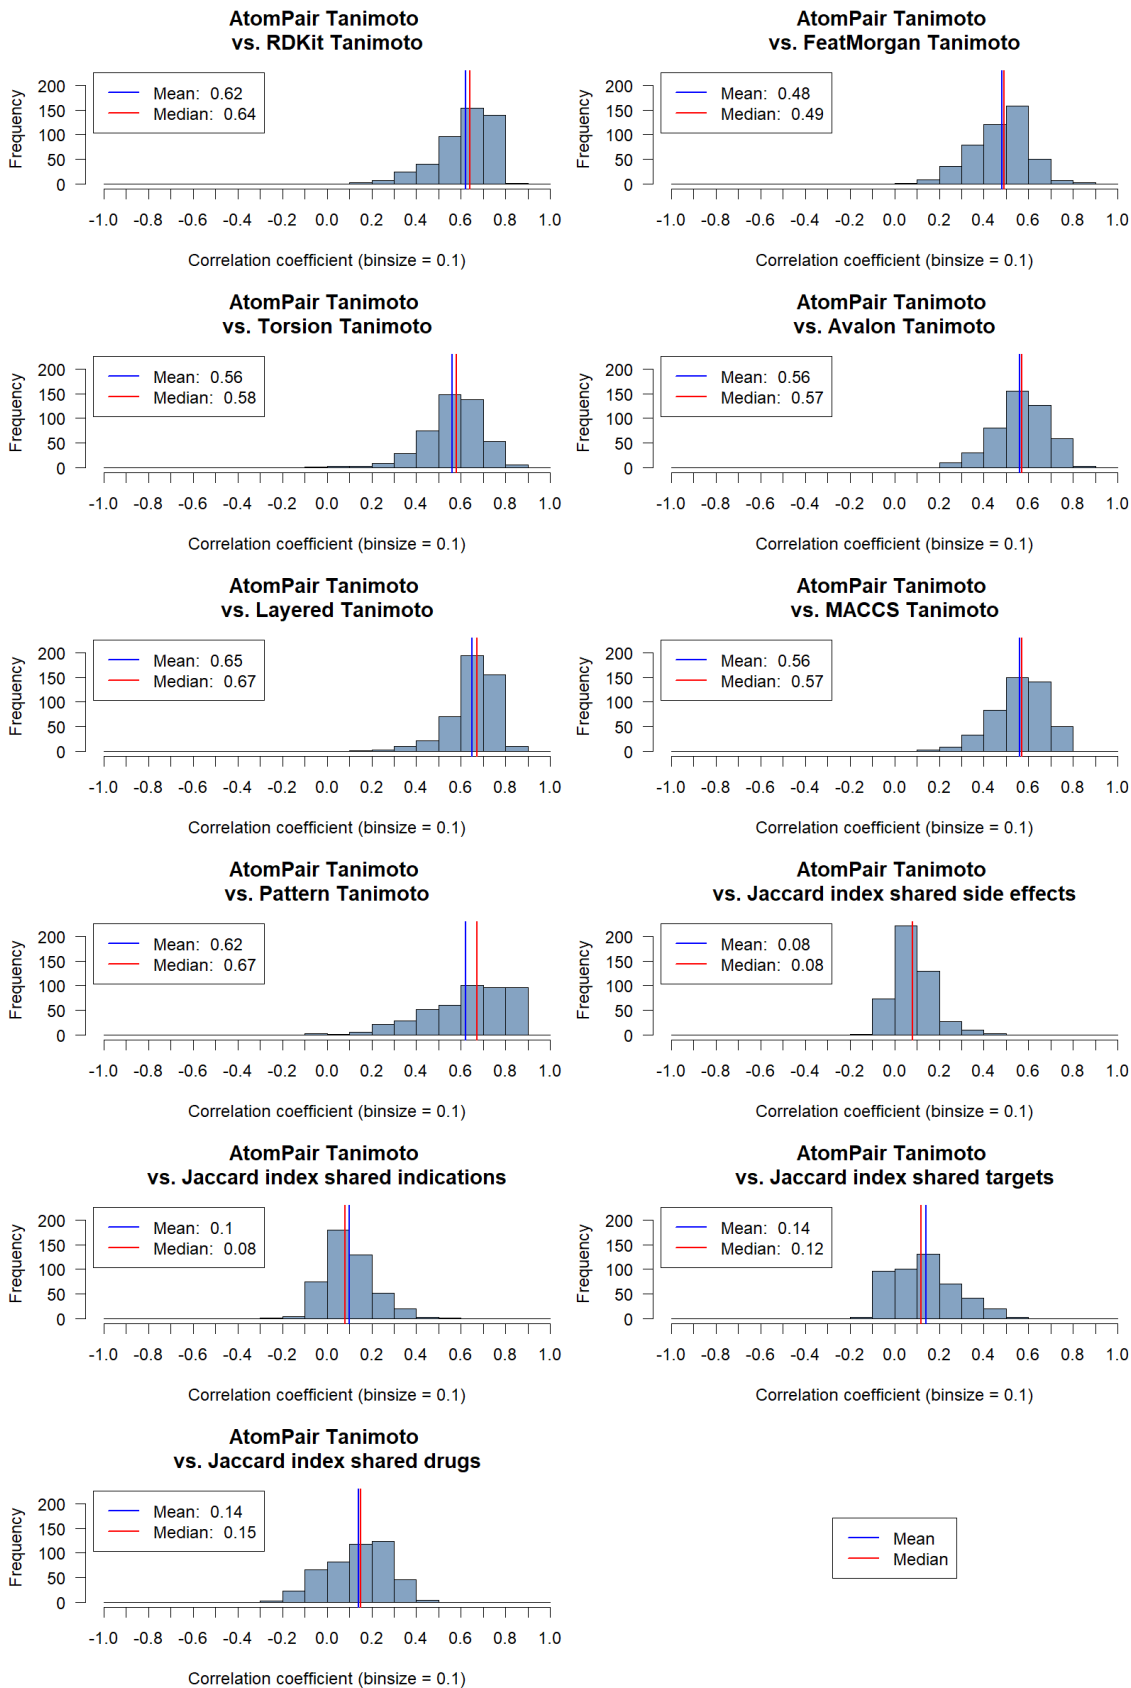 AtomPair Tanimoto
vs. RDKit Tanimoto
Frequency
200
150
100
50
0
Mean: 0.62
Median: 0.64
-1.0 -0.8 -0.6 -0.4 -0.2 0.0 0.2 0.4 0.6 0.8 1.0
Correlation coefficient (binsize = 0.1)
AtomPair Tanimoto
vs. FeatMorgan Tanimoto
Frequency
200
150
100
50
0
Mean: 0.48
Median: 0.49
-1.0 -0.8 -0.6 -0.4 -0.2 0.0 0.2 0.4 0.6 0.8 1.0
Correlation coefficient (binsize = 0.1)
AtomPair Tanimoto
vs. Torsion Tanimoto
Frequency
200
150
100
50
0
Mean: 0.56
Median: 0.58
-1.0 -0.8 -0.6 -0.4 -0.2 0.0 0.2 0.4 0.6 0.8 1.0
Correlation coefficient (binsize = 0.1)
AtomPair Tanimoto
vs. Avalon Tanimoto
Frequency
200
150
100
50
0
Mean: 0.56
Median: 0.57
-1.0 -0.8 -0.6 -0.4 -0.2 0.0 0.2 0.4 0.6 0.8 1.0
Correlation coefficient (binsize = 0.1)
AtomPair Tanimoto
vs. Layered Tanimoto
Frequency
200
150
100
50
0
Mean: 0.65
Median: 0.67
-1.0 -0.8 -0.6 -0.4 -0.2 0.0 0.2 0.4 0.6 0.8 1.0
Correlation coefficient (binsize = 0.1)
AtomPair Tanimoto
vs. MACCS Tanimoto
Frequency
200
150
100
50
0
Mean: 0.56
Median: 0.57
-1.0 -0.8 -0.6 -0.4 -0.2 0.0 0.2 0.4 0.6 0.8 1.0
Correlation coefficient (binsize = 0.1)
AtomPair Tanimoto
vs. Pattern Tanimoto
Frequency
200
150
100
50
0
Mean: 0.62
Median: 0.67
-1.0 -0.8 -0.6 -0.4 -0.2 0.0 0.2 0.4 0.6 0.8 1.0
Correlation coefficient (binsize = 0.1)
AtomPair Tanimoto
vs. Jaccard index shared side effects
Frequency
200
150
100
50
0
Mean: 0.08
Median: 0.08
-1.0 -0.8 -0.6 -0.4 -0.2 0.0 0.2 0.4 0.6 0.8 1.0
Correlation coefficient (binsize = 0.1)
AtomPair Tanimoto
vs. Jaccard index shared indications
Frequency
200
150
100
50
0
Mean: 0.1
Median: 0.08
-1.0 -0.8 -0.6 -0.4 -0.2 0.0 0.2 0.4 0.6 0.8 1.0
Correlation coefficient (binsize = 0.1)
AtomPair Tanimoto
vs. Jaccard index shared targets
Frequency
200
150
100
50
0
Mean: 0.14
Median: 0.12
-1.0 -0.8 -0.6 -0.4 -0.2 0.0 0.2 0.4 0.6 0.8 1.0
Correlation coefficient (binsize = 0.1)
AtomPair Tanimoto
vs. Jaccard index shared drugs
Frequency
200
150
100
50
0
Mean: 0.14
Median: 0.15
-1.0 -0.8 -0.6 -0.4 -0.2 0.0 0.2 0.4 0.6 0.8 1.0
Correlation coefficient (binsize = 0.1)
Mean
Median